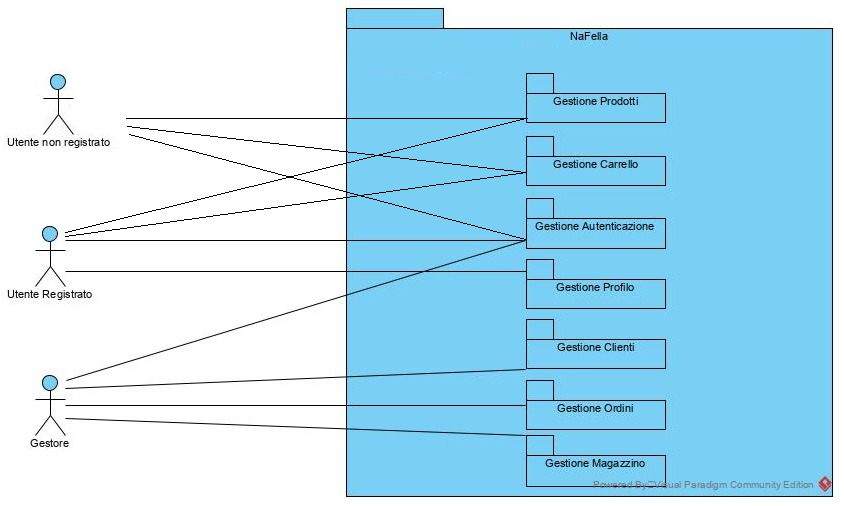 NaFella
Gestione Prodotti
Utente non registrato
Gestione Carrello
Gestione Autenticazione
Utente Registrato
Gestione Profilo
Gestione Clienti
Gestione Ordini
Gestore
Gestione Magazzino
Powered By Visual Paradigm Community Edition